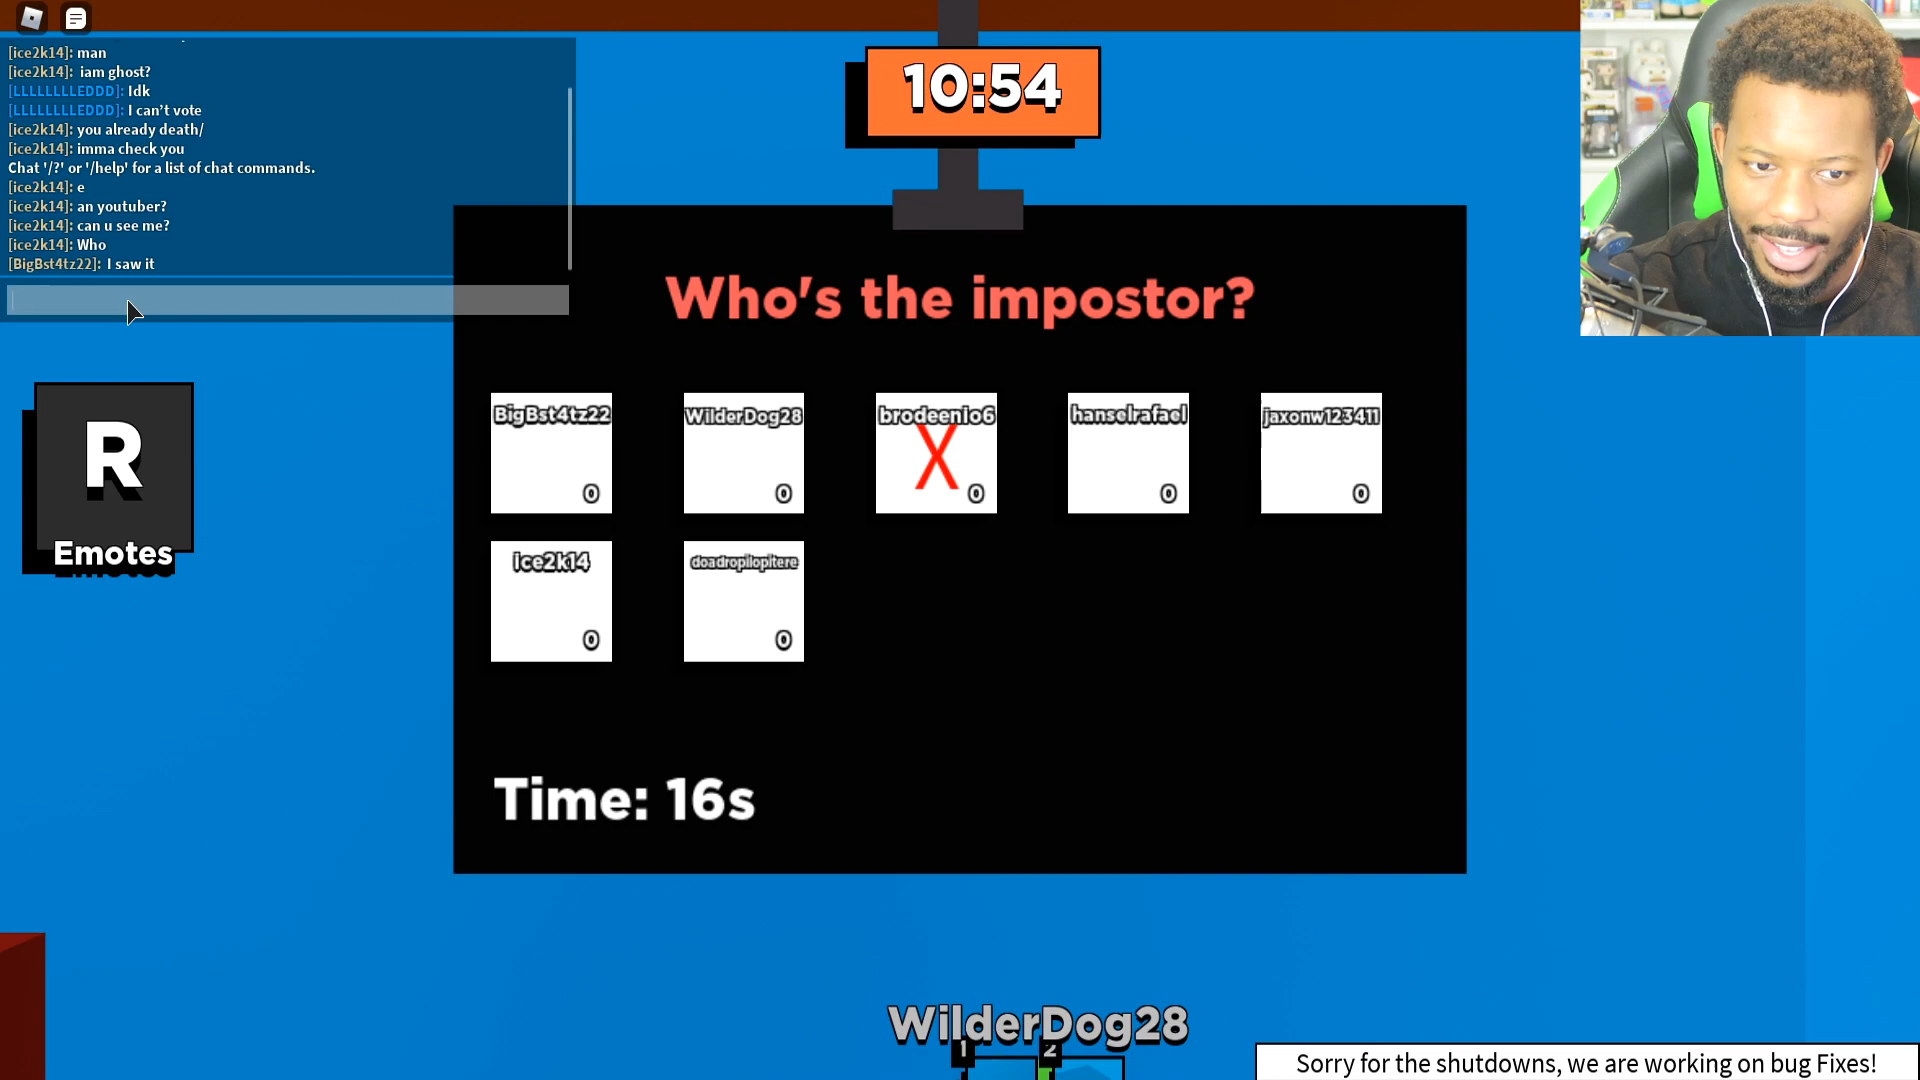 [ice2k14]: man
[ice2k14]: iam ghost?
[LLLLLLLLEDDD]: Idk
[LLLLLLLLEDDD]: I can't vote
[ice2k14]: you already death/
[ice2k14]: imma check you
Chat '/?' or '/help' for a list of chat commands.
[ice2k14]: e
[ice2k14]: an youtuber?
[ice2k14]: can u see me?
[ice2k14]: Who
[BigBst4tz22]: I saw it
10:54
Who's the impostor?
BigBst4tz22 WilderDog28 brodeenlo6 hanselrafael jaxonw123411
X
0 0 0 0 0
ice2k14 doadropilopitere
0 0
R
Emotes
Time: 16s
WilderDog28
1 2
Sorry for the shutdowns, we are working on bug Fixes!